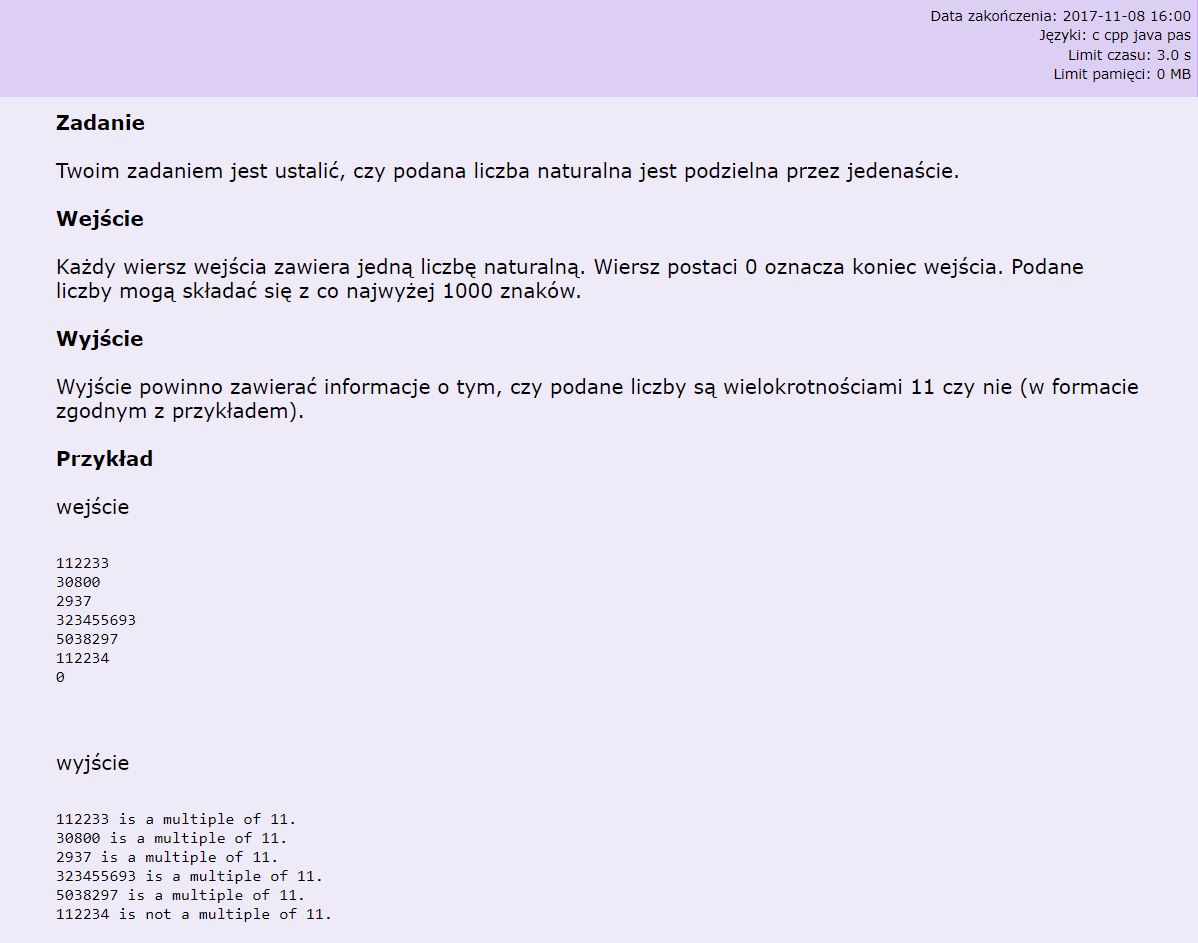 Data zakończenia: 2017-11-08 16:00
Języki: c cpp java pas
Limit czasu: 3.0 s
Limit pamięci: 0 MB
Zadanie
Twoim zadaniem jest ustalić, czy podana liczba naturalna jest podzielna przez jedenaście.
Wejście
Każdy wiersz wejścia zawiera jedną liczbę naturalną. Wiersz postaci 0 oznacza koniec wejścia. Podane
liczby mogą składać się z co najwyżej 1000 znaków.
Wyjście
Wyjście powinno zawierać informacje o tym, czy podane liczby są wielokrotnościami 11 czy nie (w formacie
zgodnym z przykładem).
Przykład
wejście
112233
30800
2937
323455693
5038297
112234
0
wyjście
112233 is a multiple of 11.
30800 is a multiple of 11.
2937 is a multiple of 11.
323455693 is a multiple of 11.
5038297 is a multiple of 11.
112234 is not a multiple of 11.